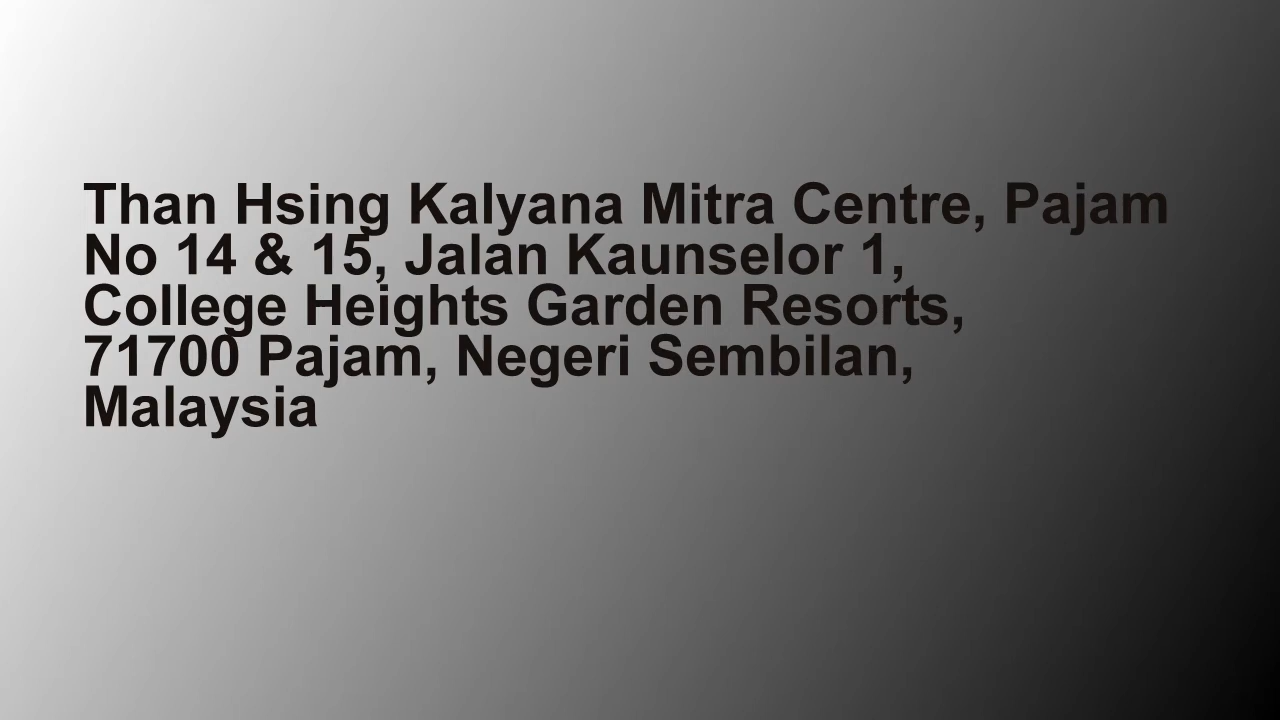 Than Hsing Kalyana Mitra Centre, Pajam
No 14 & 15, Jalan Kaunselor 1,
College Heights Garden Resorts,
71700 Pajam, Negeri Sembilan,
Malaysia